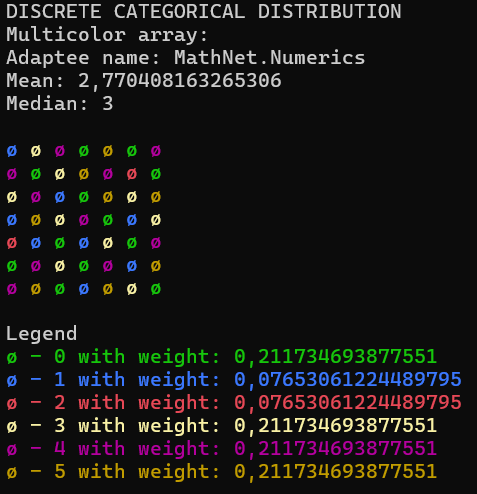 DISCRETE CATEGORICAL DISTRIBUTION
Multicolor array:
Adaptee name: MathNet.Numerics
Mean: 2,770408163265306
Median: 3
ø ø ø ø ø ø ø
ø ø ø ø ø ø ø
ø ø ø ø ø ø ø
ø ø ø ø ø ø ø
ø ø ø ø ø ø ø
ø ø ø ø ø ø ø
ø ø ø ø ø ø ø
Legend
ø - 0 with weight: 0,211734693877551
ø - 1 with weight: 0,07653061224489795
ø - 2 with weight: 0,07653061224489795
ø - 3 with weight: 0,211734693877551
ø - 4 with weight: 0,211734693877551
ø - 5 with weight: 0,211734693877551